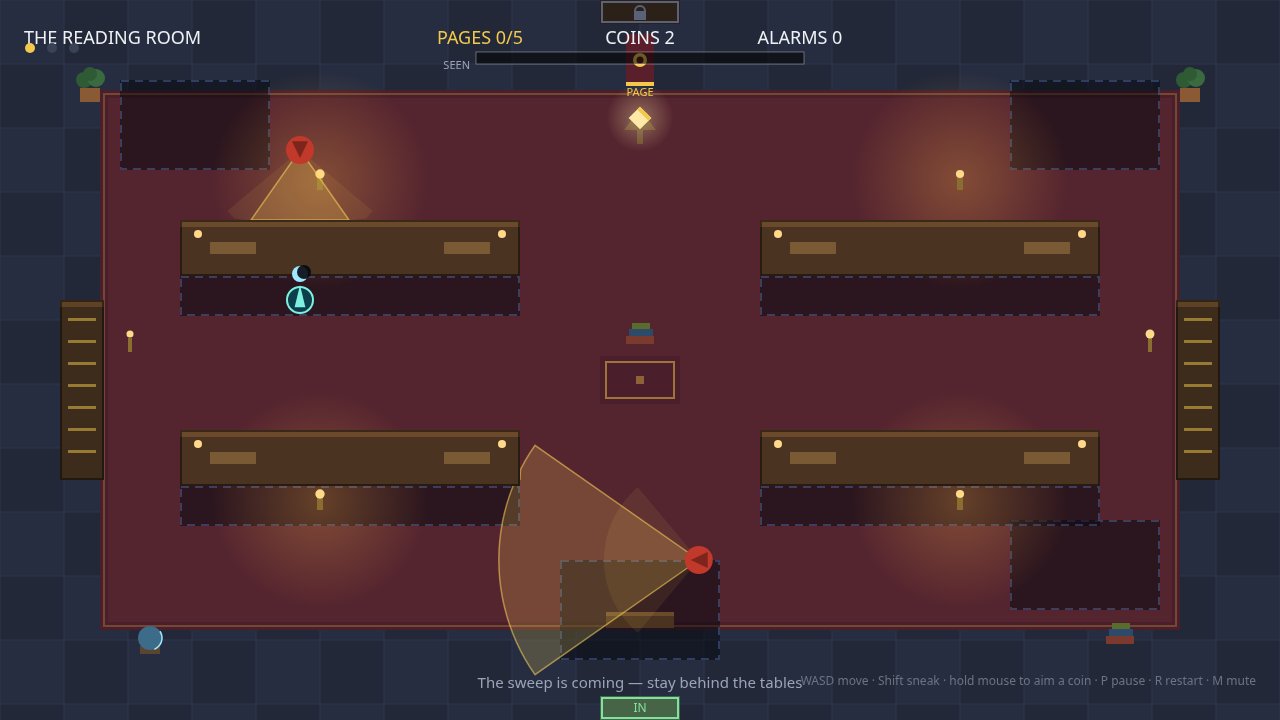 THE READING ROOM
PAGES 0/5
COINS 2
ALARMS 0
SEEN
PAGE
The sweep is coming — stay behind the tables
WASD move · Shift sneak · hold mouse to aim a coin · P pause · R restart · M mute
IN